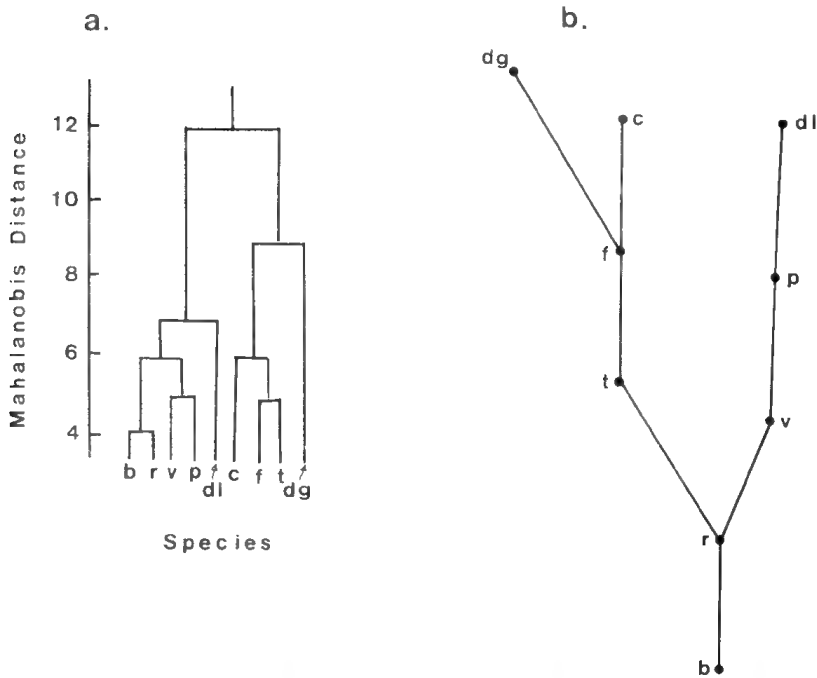 a.
Mahalanobis Distance
12
10
8
6
4
b r v p dl c f t dg
Species
b.
dg
c
dl
f
p
t
v
r
b